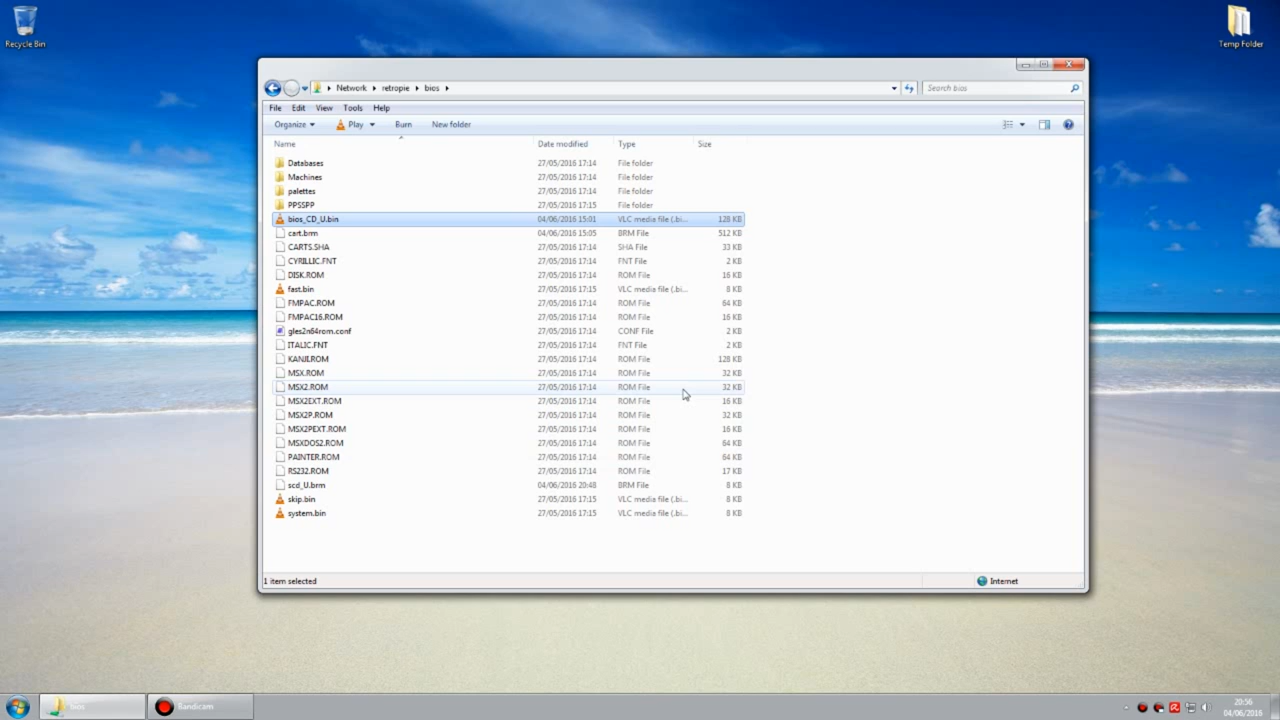 Recycle Bin
Temp Folder
Network retropie bios
Search bios
File Edit View Tools Help
Organize Play Burn New folder
Name Date modified Type Size
Databases 27/05/2016 17:14 File folder
Machines 27/05/2016 17:14 File folder
palettes 27/05/2016 17:14 File folder
PPSSPP 27/05/2016 17:15 File folder
bios_CD_U.bin 04/06/2016 15:01 VLC media file (.bi... 128 KB
cart.brm 04/06/2016 15:05 BRM File 512 KB
CARTS.SHA 27/05/2016 17:14 SHA File 33 KB
CYRILLIC.FNT 27/05/2016 17:14 FNT File 2 KB
DISK.ROM 27/05/2016 17:14 ROM File 16 KB
fast.bin 27/05/2016 17:15 VLC media file (.bi... 8 KB
FMPAC.ROM 27/05/2016 17:14 ROM File 64 KB
FMPAC16.ROM 27/05/2016 17:14 ROM File 16 KB
gles2n64rom.conf 27/05/2016 17:14 CONF File 2 KB
ITALIC.FNT 27/05/2016 17:14 FNT File 2 KB
KANJI.ROM 27/05/2016 17:14 ROM File 128 KB
MSX.ROM 27/05/2016 17:14 ROM File 32 KB
MSX2.ROM 27/05/2016 17:14 ROM File 32 KB
MSX2EXT.ROM 27/05/2016 17:14 ROM File 16 KB
MSX2P.ROM 27/05/2016 17:14 ROM File 32 KB
MSX2PEXT.ROM 27/05/2016 17:14 ROM File 16 KB
MSXDOS2.ROM 27/05/2016 17:14 ROM File 64 KB
PAINTER.ROM 27/05/2016 17:14 ROM File 64 KB
RS232.ROM 27/05/2016 17:14 ROM File 17 KB
scd_U.brm 04/06/2016 20:48 BRM File 8 KB
skip.bin 27/05/2016 17:15 VLC media file (.bi... 8 KB
system.bin 27/05/2016 17:15 VLC media file (.bi... 8 KB
1 item selected
Internet
bios
Bandicam
20:56
04/06/2016